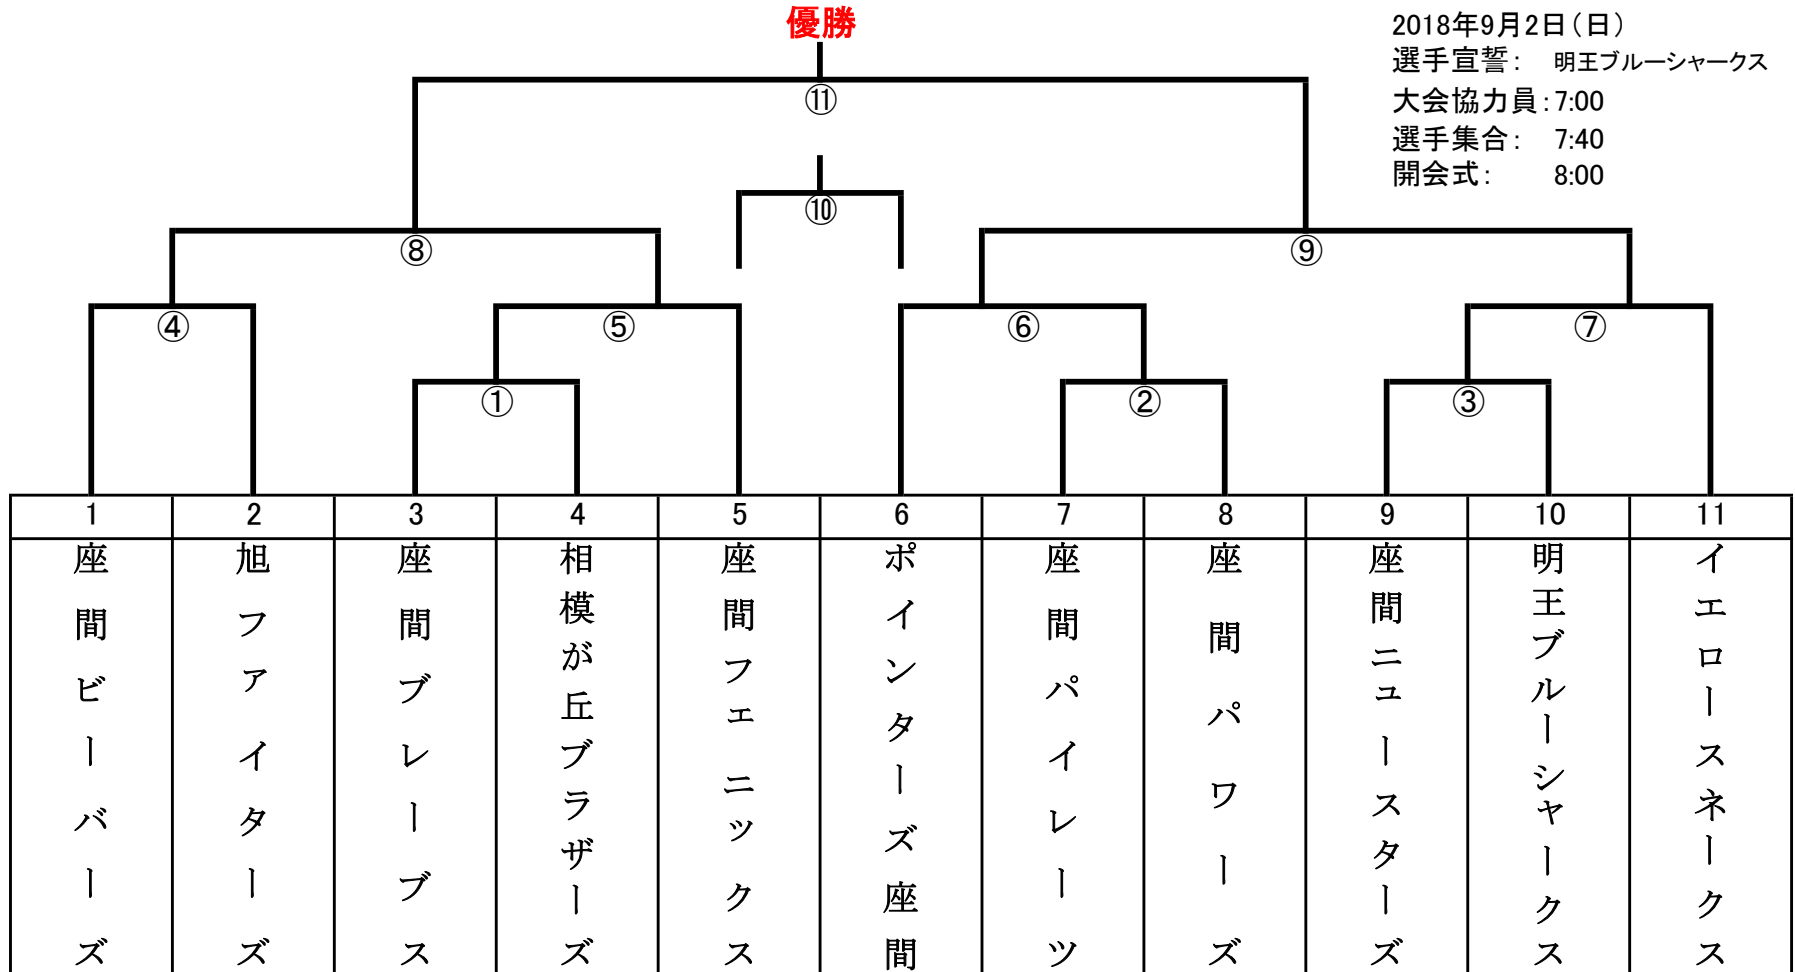 優勝
2018年9月2日(日)
選手宣誓: 明王ブルーシャークス
大会協力員:7:00
選手集合: 7:40
開会式: 8:00
⑪
⑩
⑧
⑨
④
⑤
⑥
⑦
①
②
③
1 2 3 4 5 6 7 8 9 10 11
座間ビーバーズ
旭ファイターズ
座間ブレーブス
相模が丘ブラザーズ
座間フェニックス
ポインターズ座間
座間パイレーツ
座間パワーズ
座間ニュースターズ
明王ブルーシャークス
イエロースネークス